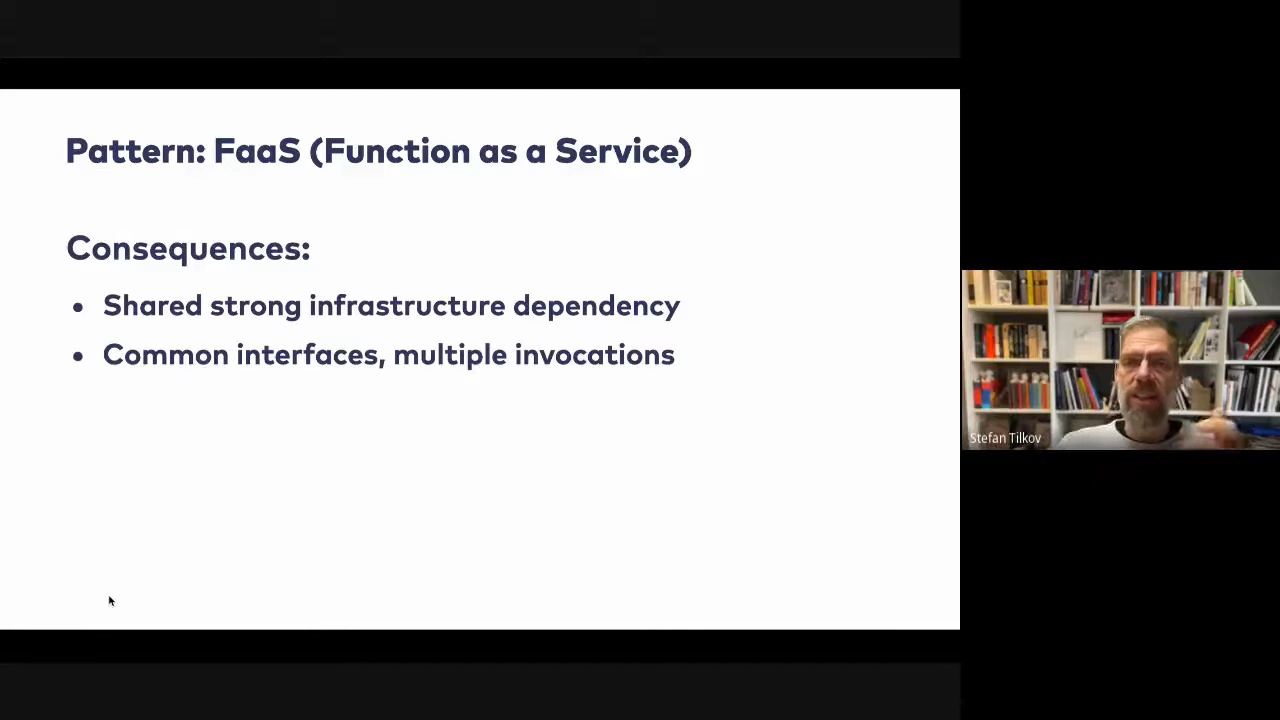 Pattern: FaaS (Function as a Service)
Consequences:
• Shared strong infrastructure dependency
• Common interfaces, multiple invocations
Stefan Tilkov